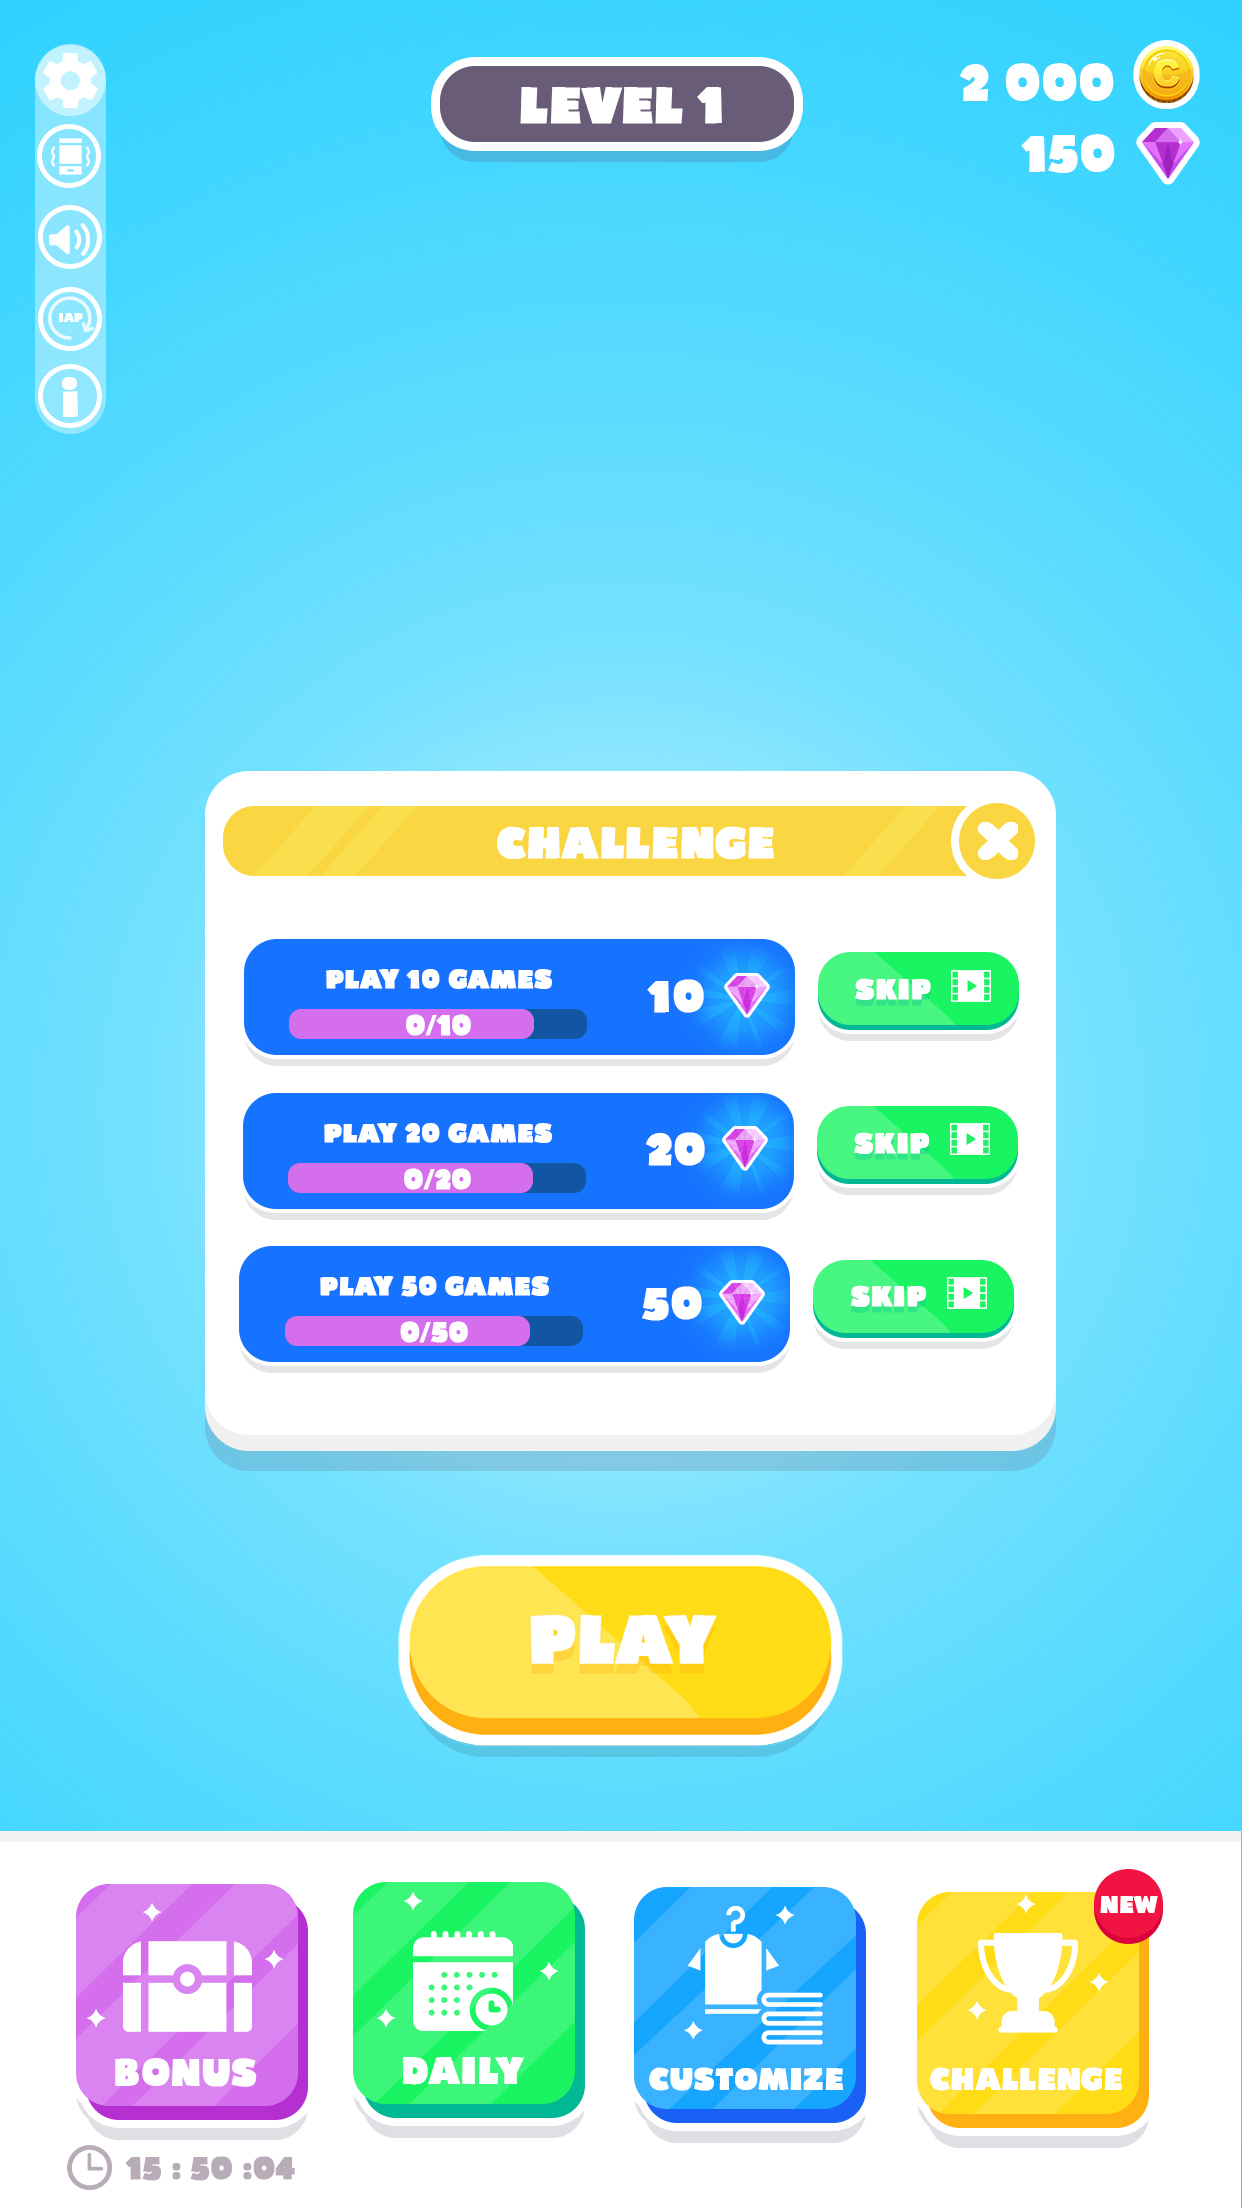 LEVEL 1
2 000
C
150
IAP
i
CHALLENGE
PLAY 10 GAMES
0/10
10
SKIP
PLAY 20 GAMES
0/20
20
SKIP
PLAY 50 GAMES
0/50
50
SKIP
PLAY
NEW
BONUS
DAILY
?
CUSTOMIZE
CHALLENGE
15 : 50 :04